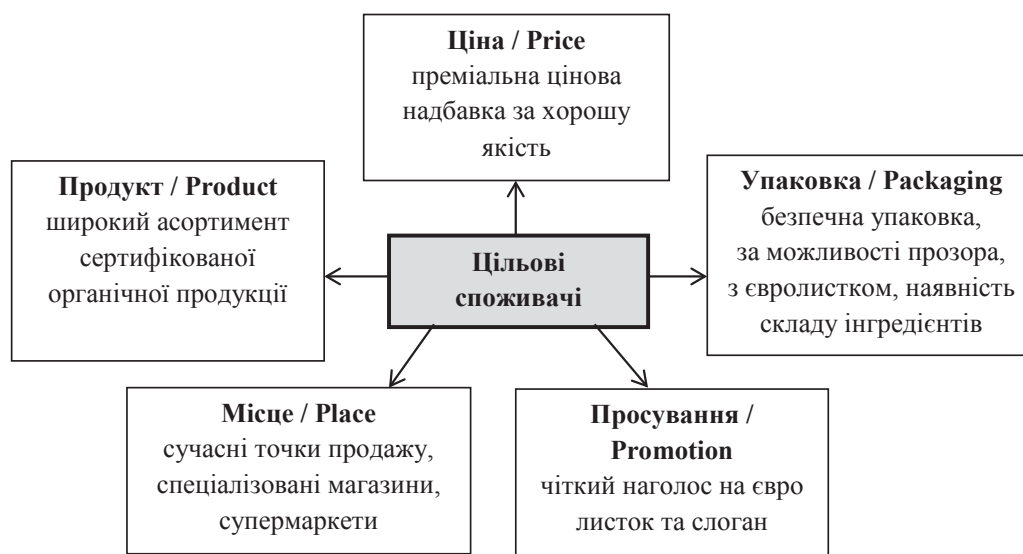 Ціна / Price
преміальна цінова
надбавка за хорошу
якість
Продукт / Product
широкий асортимент
сертифікованої
органічної продукції
Цільові
споживачі
Упаковка / Packaging
безпечна упаковка,
за можливості прозора,
з євролистком, наявність
складу інгредієнтів
Місце / Place
сучасні точки продажу,
спеціалізовані магазини,
супермаркети
Просування /
Promotion
чіткий наголос на євро
листок та слоган